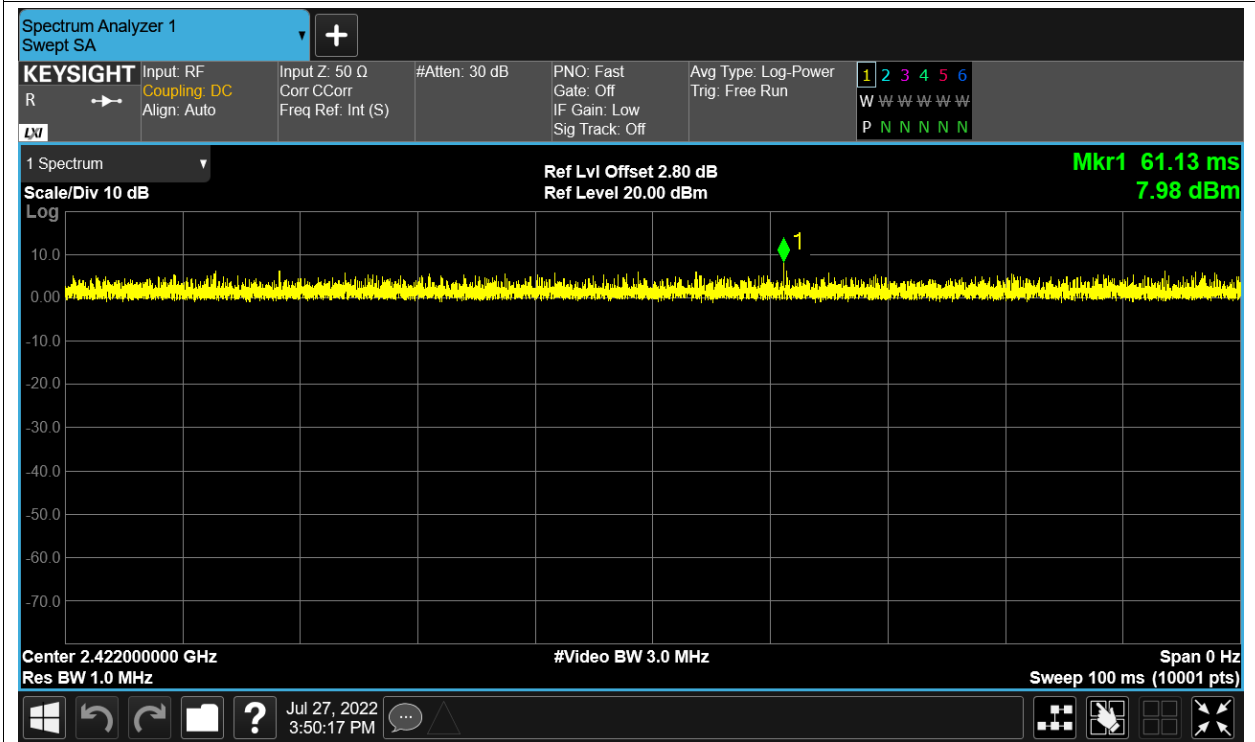 Spectrum Analyzer 1
Swept SA
KEYSIGHT
R
LXI
Input: RF
Coupling: DC
Align: Auto
Input Z: 50 Ω
Corr CCorr
Freq Ref: Int (S)
#Atten: 30 dB
PNO: Fast
Gate: Off
IF Gain: Low
Sig Track: Off
Avg Type: Log-Power
Trig: Free Run
1 2 3 4 5 6
W W W W W W
P N N N N N
1 Spectrum
Scale/Div 10 dB
Ref Lvl Offset 2.80 dB
Ref Level 20.00 dBm
Mkr1 61.13 ms
7.98 dBm
Log
1
10.0
0.00
-10.0
-20.0
-30.0
-40.0
-50.0
-60.0
-70.0
Center 2.422000000 GHz
#Video BW 3.0 MHz
Span 0 Hz
Res BW 1.0 MHz
Sweep 100 ms (10001 pts)
?
Jul 27, 2022
3:50:17 PM